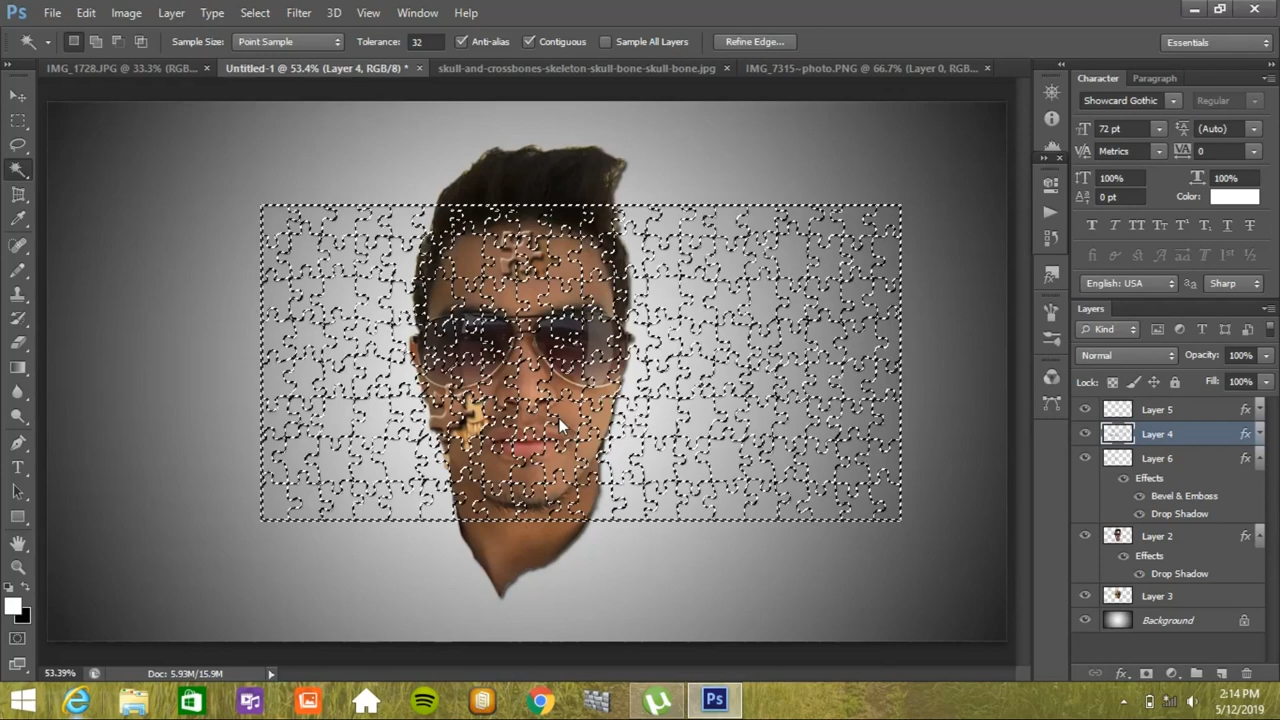 Ps File Edit Image Layer Type Select Filter 3D View Window Help
Sample Size: Point Sample Tolerance: 32 Anti-alias Contiguous Sample All Layers Refine Edge... Essentials
IMG_1728.JPG @ 33.3% (RGB... × Untitled-1 @ 53.4% (Layer 4, RGB/8) * × skull-and-crossbones-skeleton-skull-bone-skull-bone.jpg × IMG_7315~photo.PNG @ 66.7% (Layer 0, RGB... ×
Character Paragraph
Showcard Gothic Regular
72 pt (Auto)
Metrics 0
100% 100%
0 pt Color:
English: USA Sharp
Layers
Kind
Normal Opacity: 100%
Lock: Fill: 100%
Layer 5 fx
Layer 4 fx
Layer 6 fx
Effects
Bevel & Emboss
Drop Shadow
Layer 2 fx
Effects
Drop Shadow
Layer 3
Background
53.39% Doc: 5.93M/15.9M
Ps
2:14 PM
5/12/2019